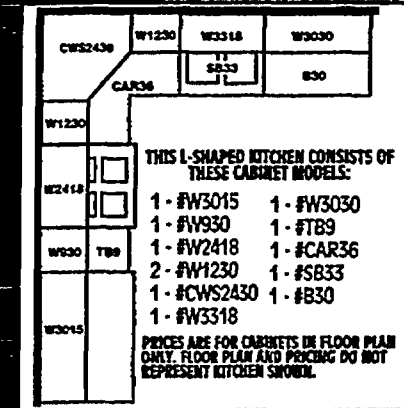 W1230 W3318 W3030
CWS2430
SB33
B30
CAR36
W1230
THIS L-SHAPED KITCHEN CONSISTS OF
THESE CABINET MODELS:
W2418
1 - #W3015 1 - #W3030
1 - #W930 1 - #TB9
1 - #W2418 1 - #CAR36
2 - #W1230 1 - #SB33
W930 TB9
1 - #CWS2430 1 - #B30
1 - #W3318
W3015
PRICES ARE FOR CABINETS IN FLOOR PLAN
ONLY. FLOOR PLAN AND PRICING DO NOT
REPRESENT KITCHEN SHOWN.